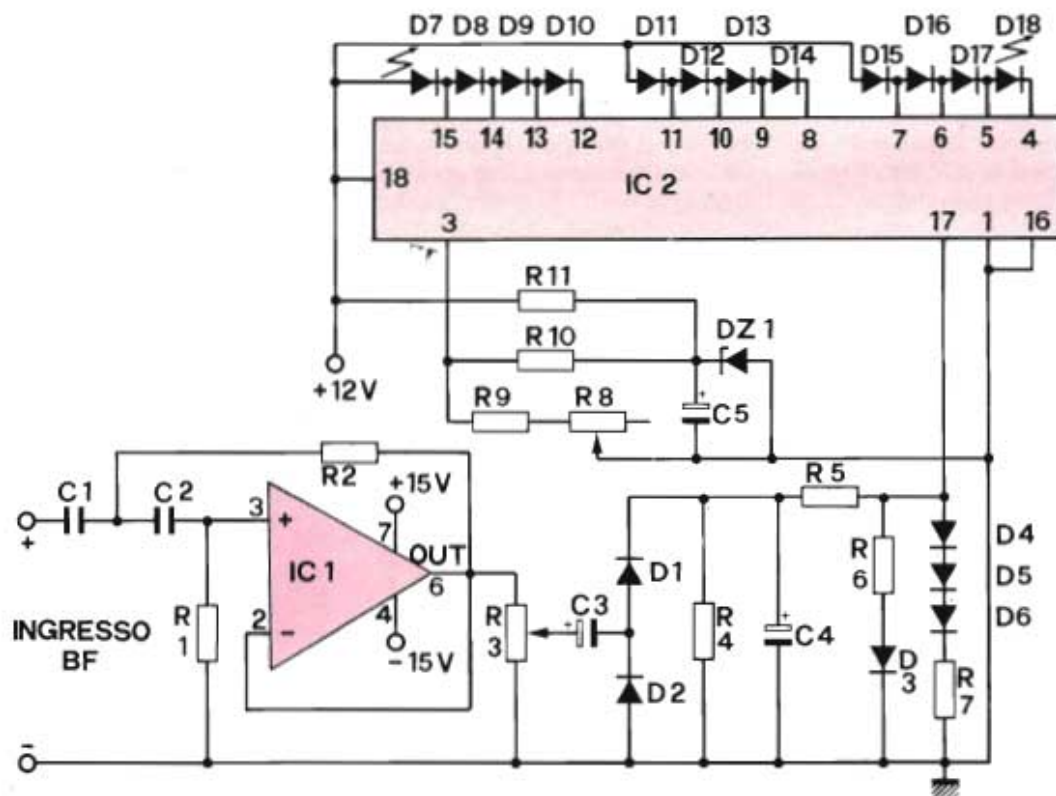 D7 D8 D9 D10 D11 D13 D16 D18
D12 D14 D15 D17
15 14 13 12 11 10 9 8 7 6 5 4
18 IC 2
3 17 1 16
R11
R10 DZ 1
+12V
R9 R8 + C5
R2
C1 C2 +15V R5
3 + 7 OUT
IC 1 6
R 6 D4
D1 D5
+
INGRESSO
BF
R 1
2 - 4
-15V
R 3
+ C3
R 4
+ C4
D6
D2 D 3
R 7
-